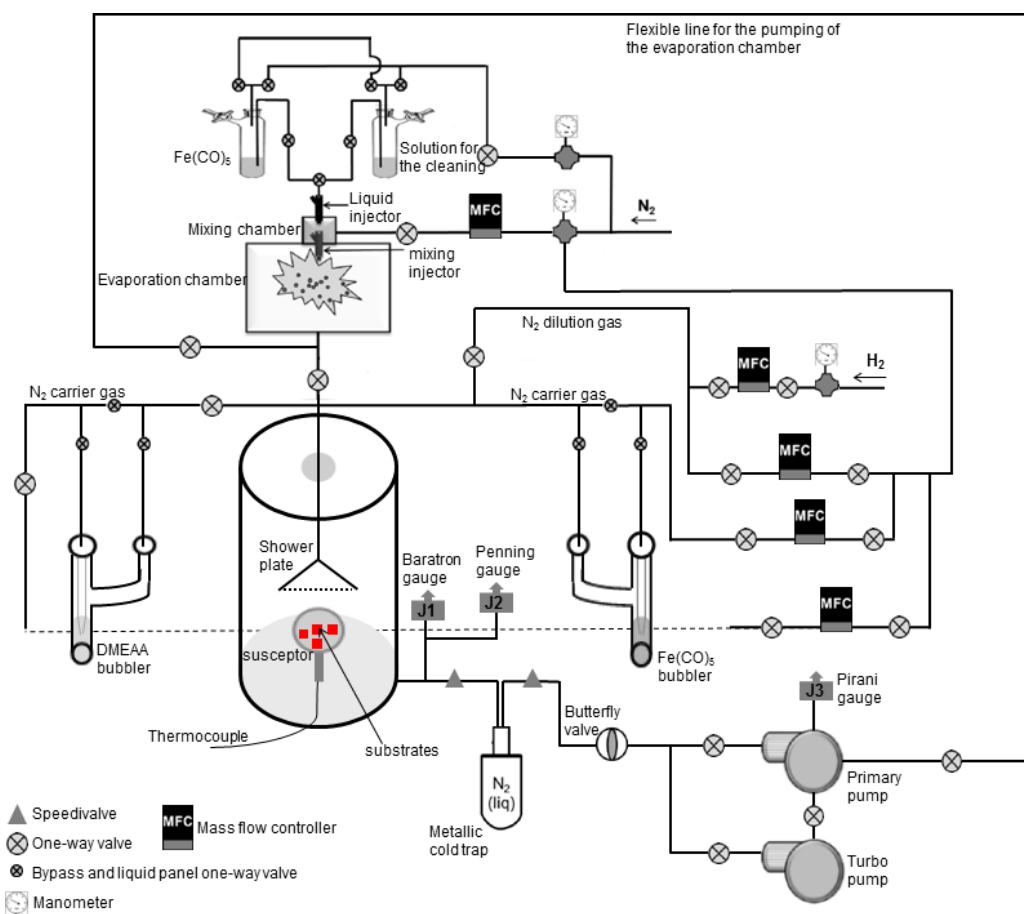 Flexible line for the pumping of
the evaporation chamber
Fe(CO)₅
Solution for
the cleaning
Liquid
injector
MFC
N₂
Mixing chamber
mixing
injector
Evaporation chamber
N₂ dilution gas
MFC
H₂
N₂ carrier gas
N₂ carrier gas
MFC
MFC
Shower
plate
Baratron
gauge
Penning
gauge
J1
J2
MFC
DMEAA
bubbler
susceptor
Fe(CO)₅
bubbler
J3
Pirani
gauge
Butterfly
valve
Thermocouple
substrates
N₂
(liq)
Primary
pump
Metallic
cold trap
Turbo
pump
Speedivalve
One-way valve
MFC
Mass flow controller
Bypass and liquid panel one-way valve
Manometer